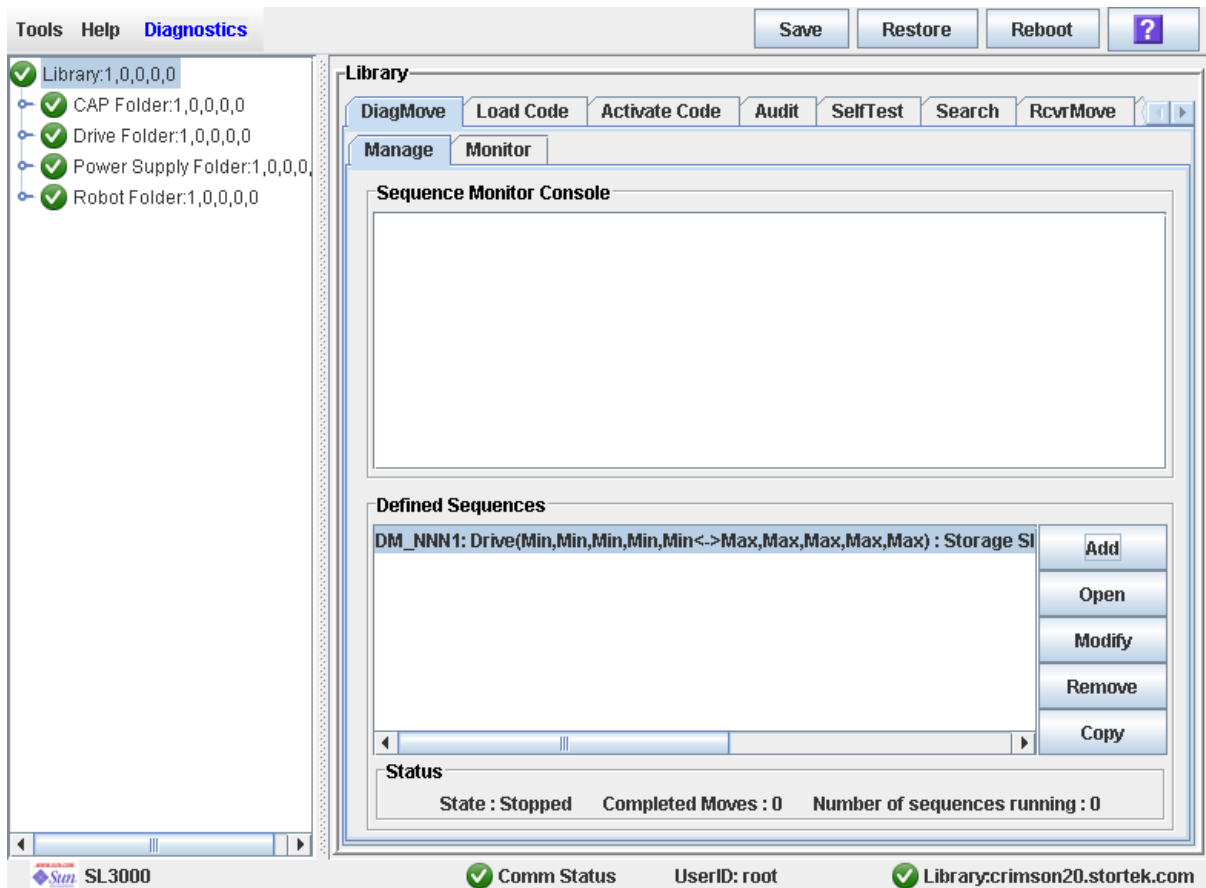 Tools Help Diagnostics Save Restore Reboot ?
Library:1,0,0,0,0
CAP Folder:1,0,0,0,0
Drive Folder:1,0,0,0,0
Power Supply Folder:1,0,0,0,
Robot Folder:1,0,0,0,0
Library
DiagMove Load Code Activate Code Audit SelfTest Search RcvrMove
Manage Monitor
Sequence Monitor Console
Defined Sequences
DM_NNN1: Drive(Min,Min,Min,Min,Min<->Max,Max,Max,Max,Max) : Storage Sl
Add
Open
Modify
Remove
Copy
Status
State : Stopped Completed Moves : 0 Number of sequences running : 0
Sun SL3000 Comm Status UserID: root Library:crimson20.stortek.com